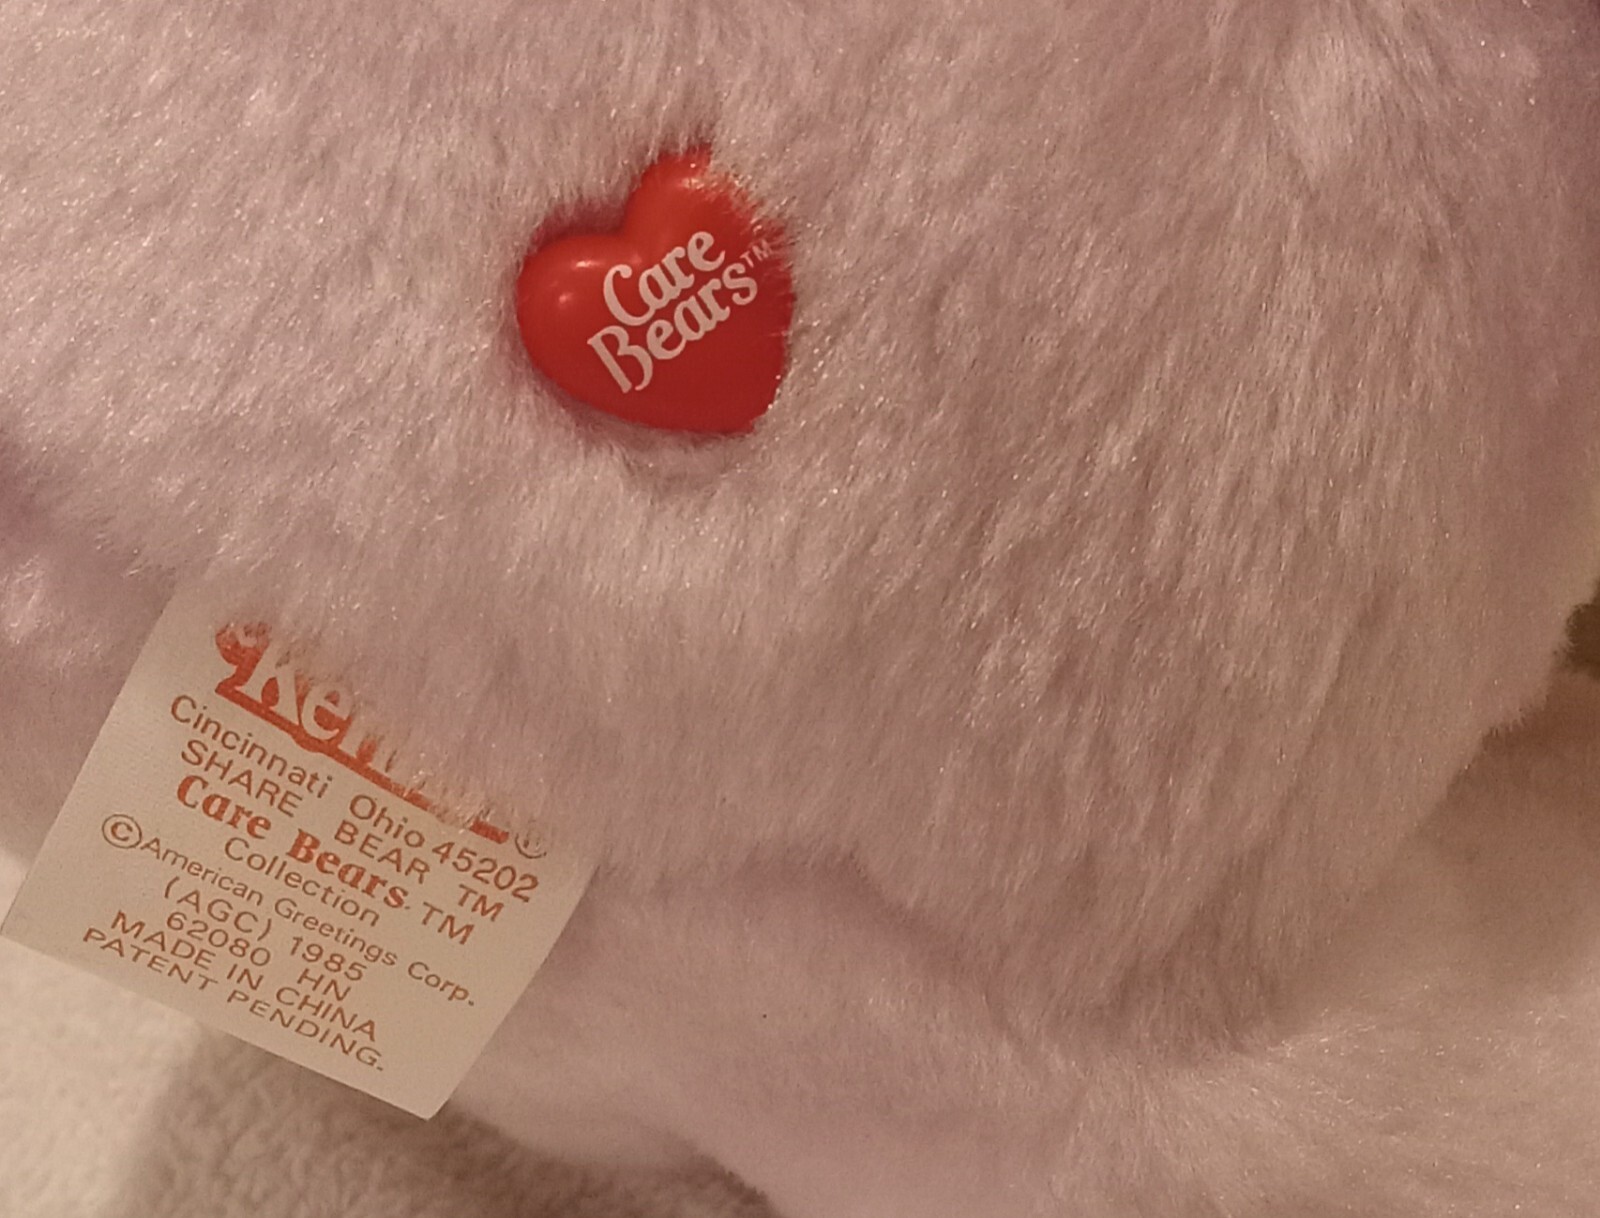 Care
Bears™
Cincinnati Ohio 45202
SHARE BEAR TM
Care Bears TM
Collection
©American Greetings Corp.
(AGC) 1985
62080 HN
MADE IN CHINA
PATENT PENDING.